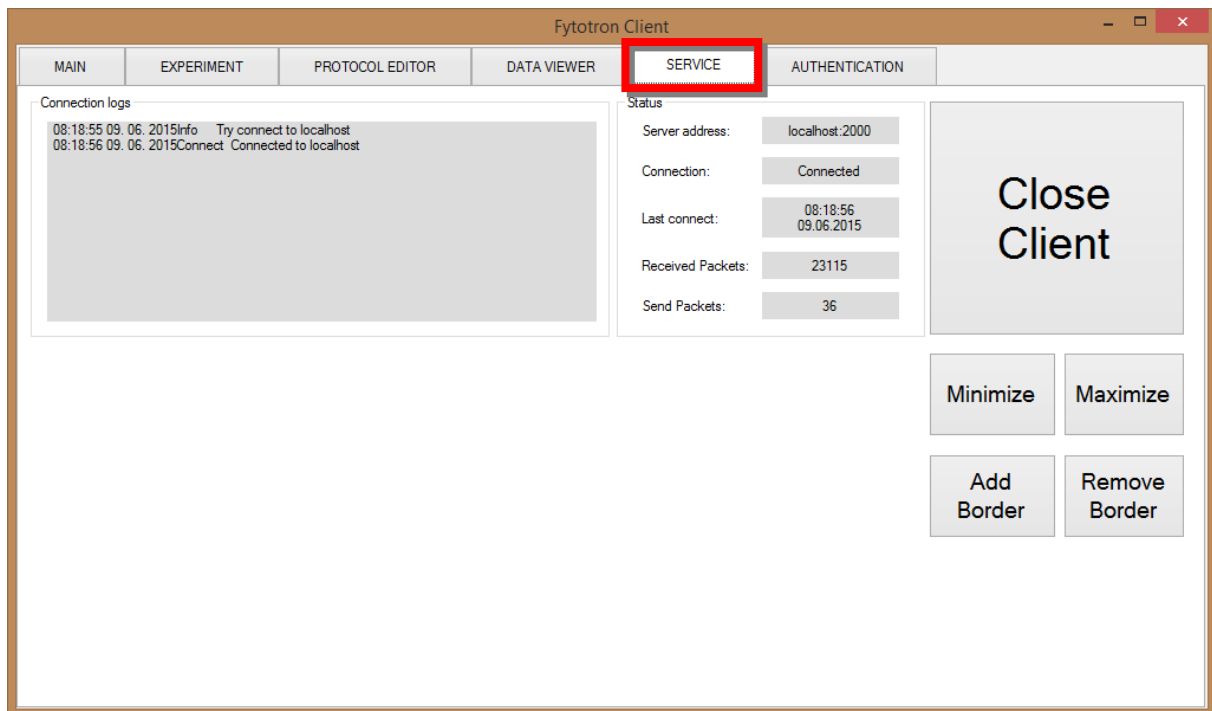 Fytotron Client
MAIN EXPERIMENT PROTOCOL EDITOR DATA VIEWER SERVICE AUTHENTICATION
Connection logs
08:18:55 09. 06. 2015Info Try connect to localhost
08:18:56 09. 06. 2015Connect Connected to localhost
Status
Server address: localhost:2000
Connection: Connected
Last connect: 08:18:56
09.06.2015
Received Packets: 23115
Send Packets: 36
Close
Client
Minimize Maximize
Add
Border
Remove
Border